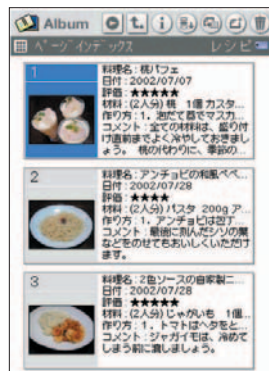 Album
ページインデックス レシピ
1
料理名：桃パフェ
日付：2002/07/07
評価：★★★★★
材料：(2人分) 桃 1個 カスタ...
作り方：1．泡だて器でマスカ...
コメント：全ての材料は、盛り付
け直前までよく冷やしておきまし
ょう。 桃の代わりに、季節の...
2
料理名：アンチョビの和風ペペ...
日付：2002/07/28
評価：★★★★★
材料：(2人分) パスタ 200g ア...
作り方：1．アンチョビは包丁...
コメント：最後に刻んだシソの葉
などをのせてもおいしくいただけ
ます。
3
料理名：2色ソースの自家製ニ...
日付：2002/07/28
評価：★★★★★
材料：(2人分) じゃがいも 1個...
作り方：1．トマトはヘタをと...
コメント：ジャガイモは、冷めて
しまう前に潰しましょう。